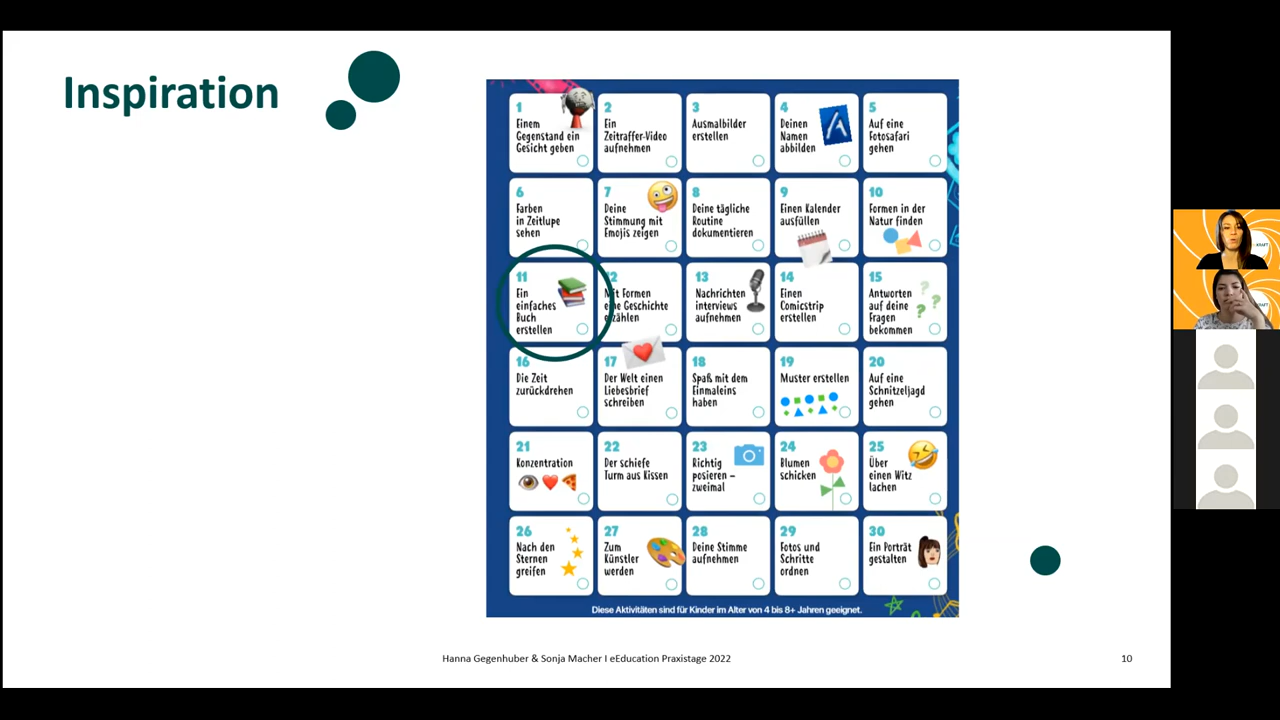 Inspiration
1
Einem
Gegenstand ein
Gesicht geben
2
Ein
Zeitraffer-Video
aufnehmen
3
Ausmalbilder
erstellen
4
Deinen
Namen
abbilden
5
Auf eine
Fotosafari
gehen
6
Farben
in Zeitlupe
sehen
7
Deine
Stimmung mit
Emojis zeigen
8
Deine tägliche
Routine
dokumentieren
9
Einen Kalender
ausfüllen
10
Formen in der
Natur finden
11
Ein
einfaches
Buch
erstellen
12
Mit Formen
eine Geschichte
erzählen
13
Nachrichten
interviews
aufnehmen
14
Einen
Comicstrip
erstellen
15
Antworten
auf deine
Fragen
bekommen
16
Die Zeit
zurückdrehen
17
Der Welt einen
Liebesbrief
schreiben
18
Spaß mit dem
Einmaleins
haben
19
Muster erstellen
20
Auf eine
Schnitzeljagd
gehen
21
Konzentration
22
Der schiefe
Turm aus Kissen
23
Richtig
posieren –
zweimal
24
Blumen
schicken
25
Über
einen Witz
lachen
26
Nach den
Sternen
greifen
27
Zum
Künstler
werden
28
Deine Stimme
aufnehmen
29
Fotos und
Schritte
ordnen
30
Ein Porträt
gestalten
Diese Aktivitäten sind für Kinder im Alter von 4 bis 8+ Jahren geeignet.
Hanna Gegenhuber & Sonja Macher I eEducation Praxistage 2022
10